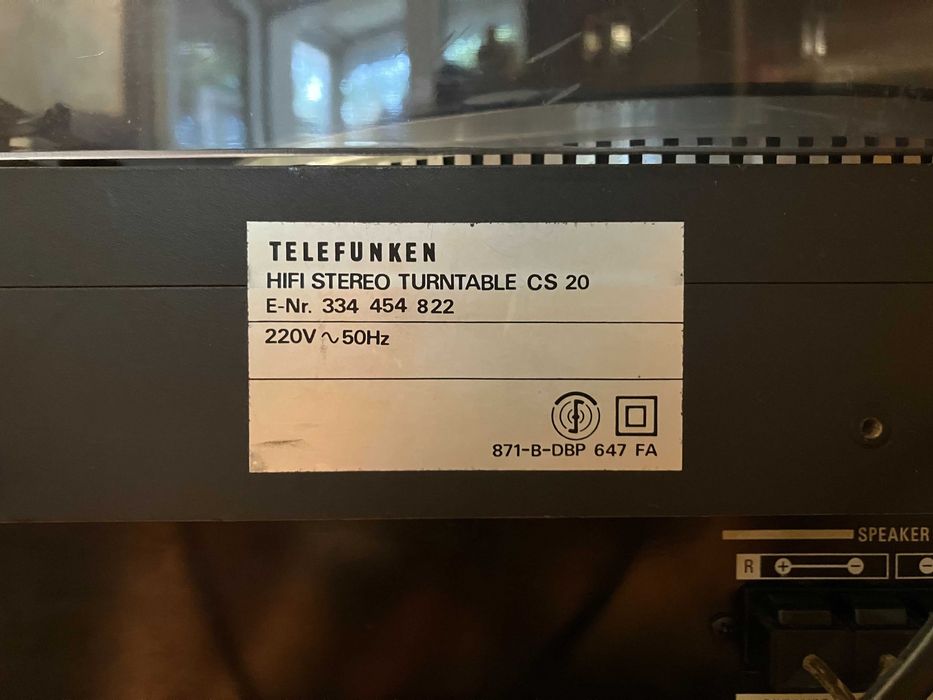 TELEFUNKEN
HIFI STEREO TURNTABLE CS 20
E-Nr. 334 454 822
220V ~ 50Hz
871-B-DBP 647 FA
SPEAKER
R + −
−